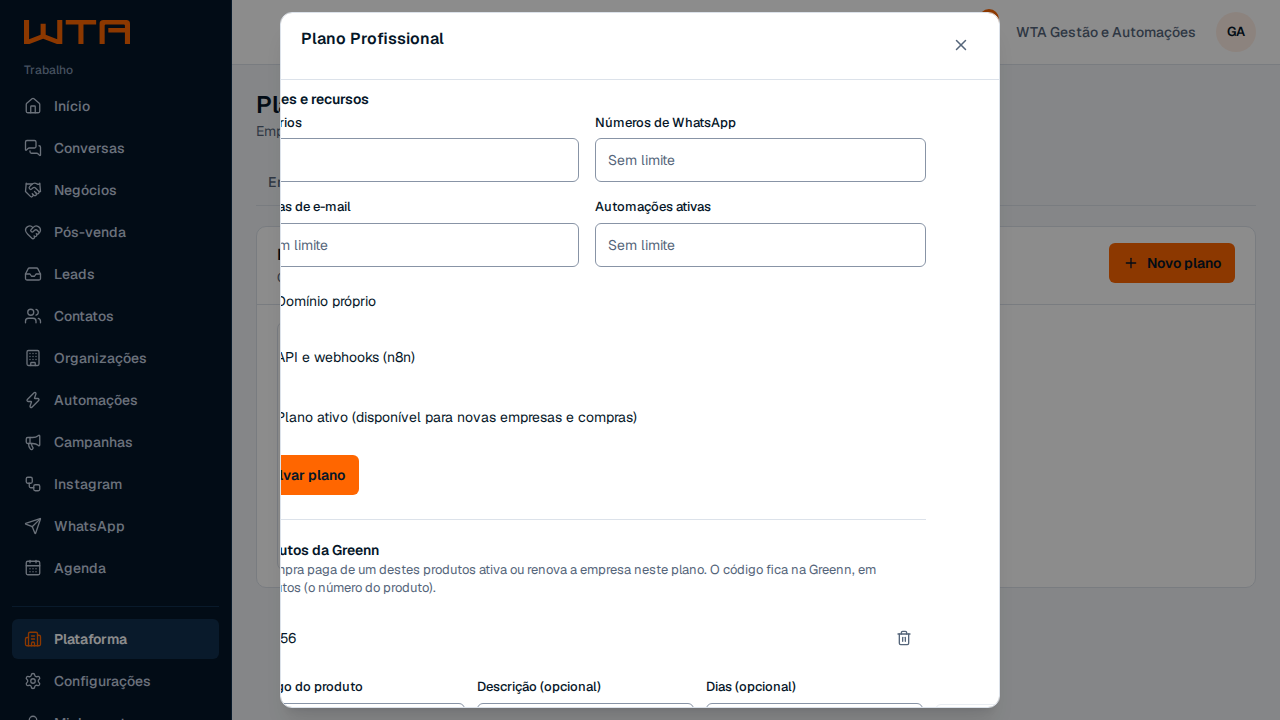 WTA
Trabalho
Início
Conversas
Negócios
Pós-venda
Leads
Contatos
Organizações
Automações
Campanhas
Instagram
WhatsApp
Agenda
Plataforma
Configurações
WTA Gestão e Automações
GA
Novo plano
Plano Profissional
es e recursos
rios
Números de WhatsApp
Sem limite
as de e-mail
Automações ativas
m limite
Sem limite
Domínio próprio
API e webhooks (n8n)
Plano ativo (disponível para novas empresas e compras)
lvar plano
utos da Greenn
mpra paga de um destes produtos ativa ou renova a empresa neste plano. O código fica na Greenn, em
utos (o número do produto).
56
go do produto
Descrição (opcional)
Dias (opcional)